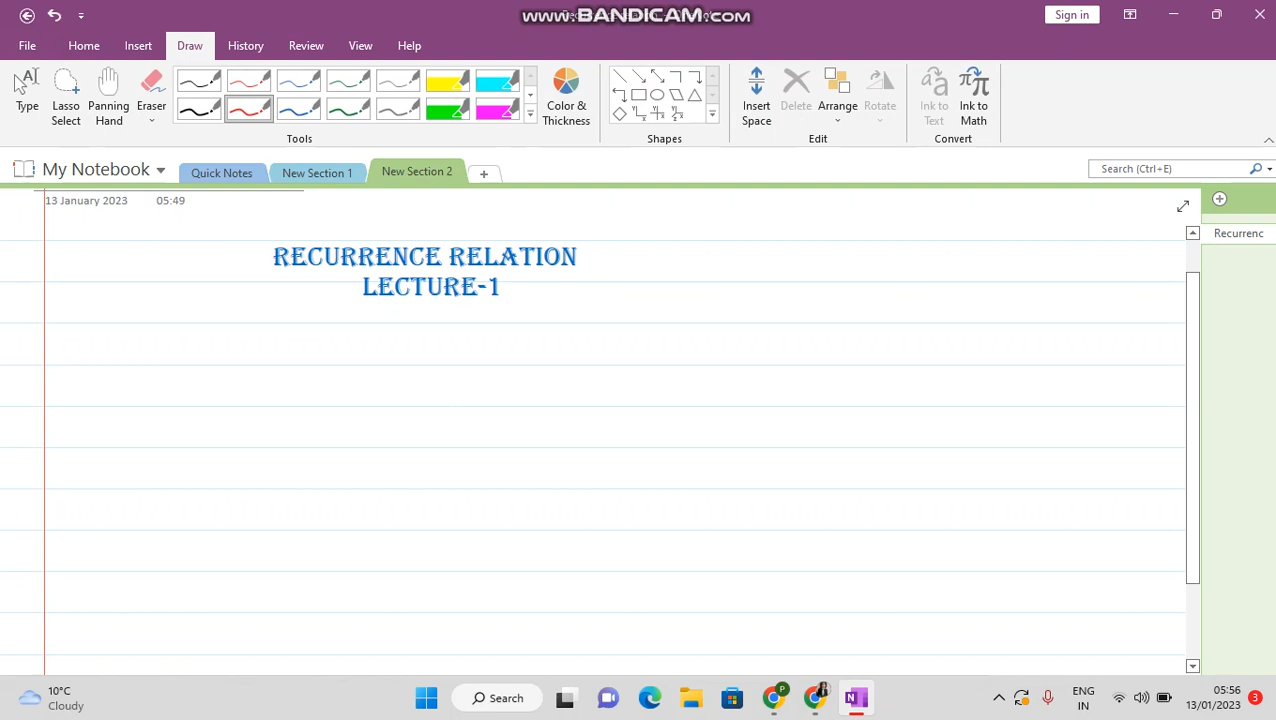 www.BANDICAM.com
Sign in
File Home Insert Draw History Review View Help
Type Lasso Select Panning Hand Eraser Color & Thickness Insert Space Delete Arrange Rotate Ink to Text Ink to Math
Tools Shapes Edit Convert
My Notebook Quick Notes New Section 1 New Section 2 Search (Ctrl+E)
13 January 2023 05:49
Recurrenc
RECURRENCE RELATION
LECTURE-1
10°C
Cloudy
Search
ENG
IN
05:56
13/01/2023
3